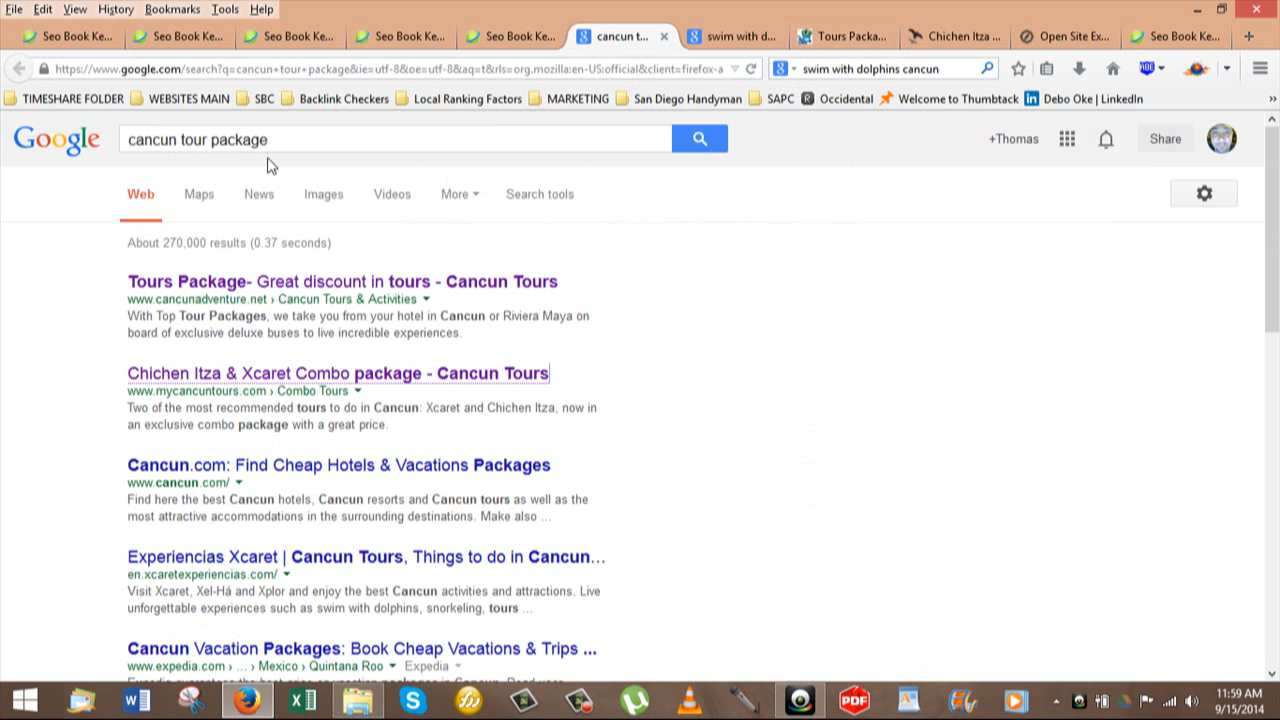 File Edit View History Bookmarks Tools Help
Seo Book Ke... Seo Book Ke... Seo Book Ke... Seo Book Ke... Seo Book Ke... cancun t... swim with d... Tours Packa... Chichen Itza ... Open Site Ex... Seo Book Ke...
https://www.google.com/search?q=cancun+tour+package&ie=utf-8&oe=utf-8&aq=t&rls=org.mozilla:en-US:official&client=firefox-a swim with dolphins cancun
TIMESHARE FOLDER WEBSITES MAIN SBC Backlink Checkers Local Ranking Factors MARKETING San Diego Handyman SAPC Occidental Welcome to Thumbtack Debo Oke | LinkedIn
Google cancun tour package +Thomas Share
Web Maps News Images Videos More Search tools
About 270,000 results (0.37 seconds)
Tours Package- Great discount in tours - Cancun Tours
www.cancunadventure.net › Cancun Tours & Activities
With Top Tour Packages, we take you from your hotel in Cancun or Riviera Maya on
board of exclusive deluxe buses to live incredible experiences.
Chichen Itza & Xcaret Combo package - Cancun Tours
www.mycancuntours.com › Combo Tours
Two of the most recommended tours to do in Cancun: Xcaret and Chichen Itza, now in
an exclusive combo package with a great price.
Cancun.com: Find Cheap Hotels & Vacations Packages
www.cancun.com/
Find here the best Cancun hotels, Cancun resorts and Cancun tours as well as the
most attractive accommodations in the surrounding destinations. Make also ...
Experiencias Xcaret | Cancun Tours, Things to do in Cancun...
en.xcaretexperiencias.com/
Visit Xcaret, Xel-Há and Xplor and enjoy the best Cancun activities and attractions. Live
unforgettable experiences such as swim with dolphins, snorkeling, tours ...
Cancun Vacation Packages: Book Cheap Vacations & Trips ...
www.expedia.com › ... › Mexico › Quintana Roo Expedia
PDF
11:59 AM
9/15/2014